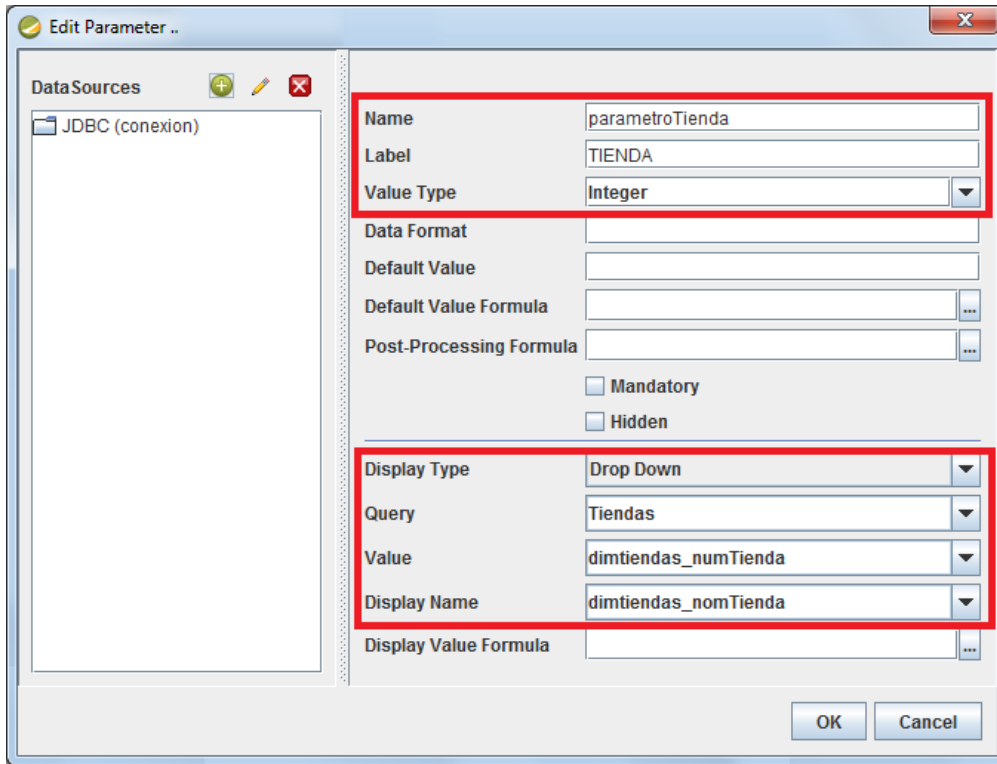 Edit Parameter ..
DataSources
JDBC (conexion)
Name parametroTienda
Label TIENDA
Value Type Integer
Data Format
Default Value
Default Value Formula ...
Post-Processing Formula ...
Mandatory
Hidden
Display Type Drop Down
Query Tiendas
Value dimtiendas_numTienda
Display Name dimtiendas_nomTienda
Display Value Formula ...
OK Cancel